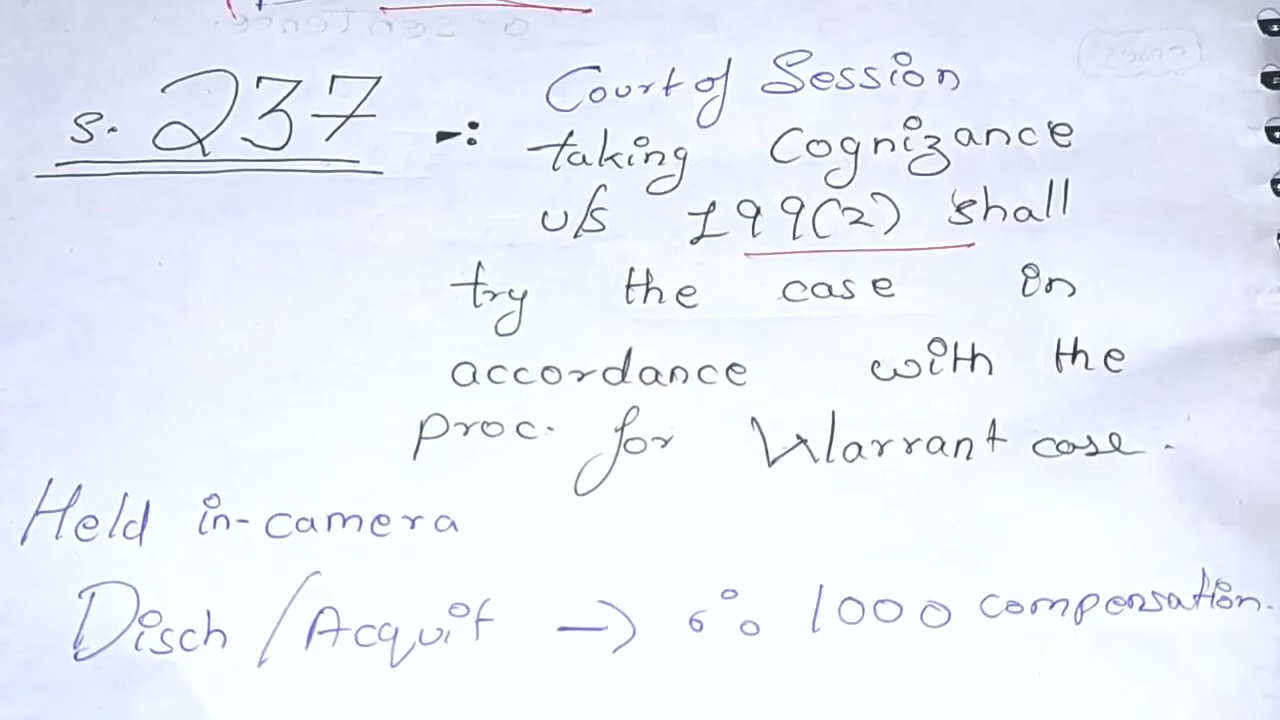 s. 237 -: Court of Session
taking Cognizance
u/s 199(2) shall
try the case in
accordance with the
proc. for Warrant case.
Held in-camera
Disch / Acquit → 1000 compensation.